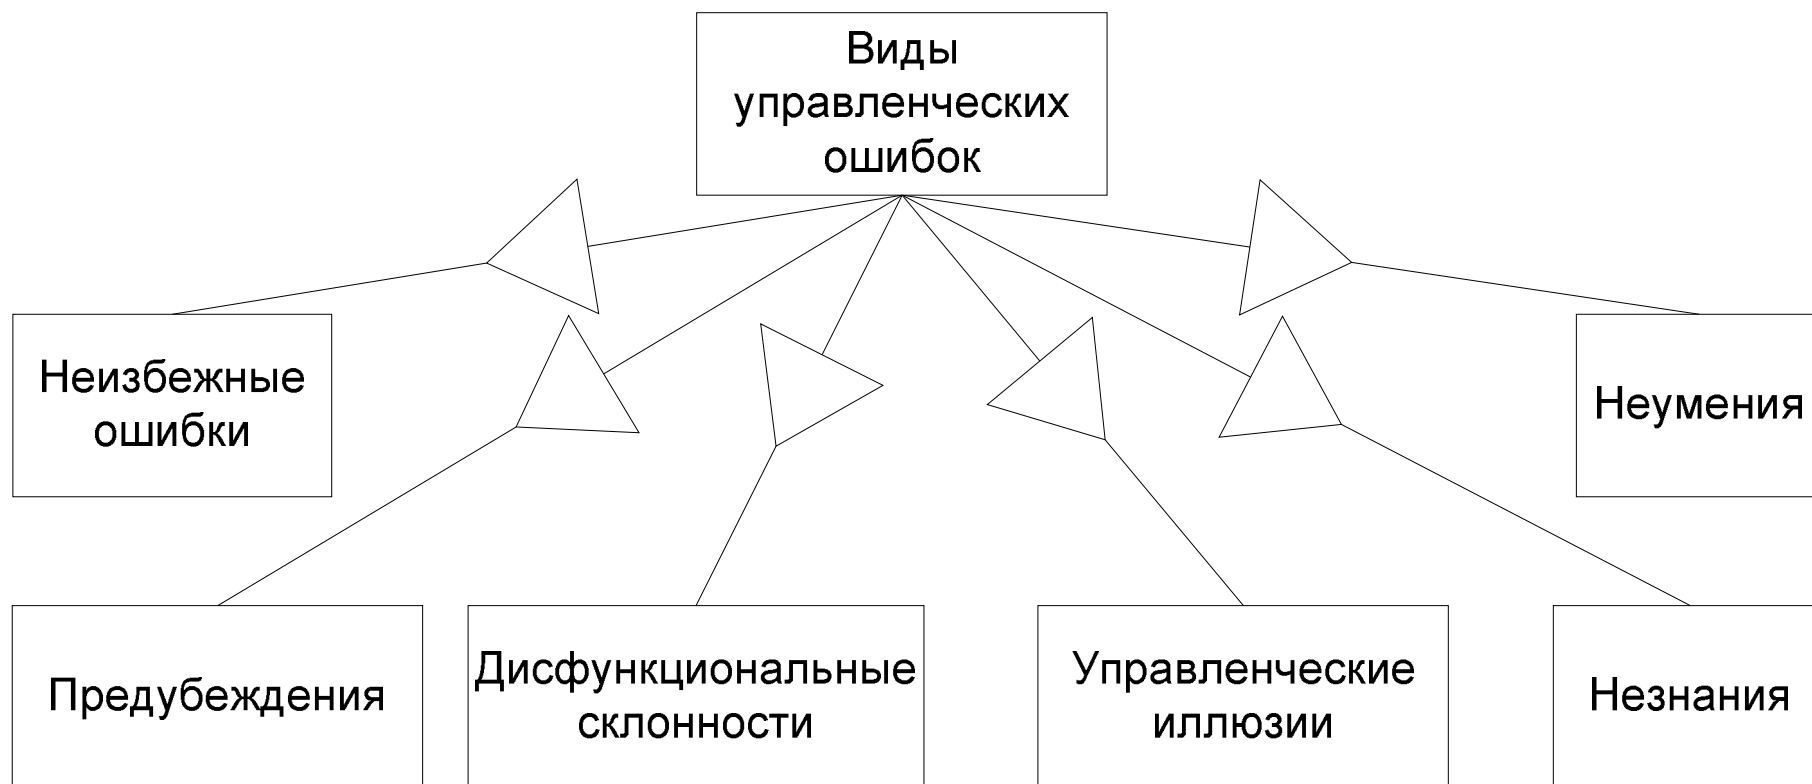 Виды
управленческих
ошибок
Неизбежные
ошибки
Неумения
Предубеждения
Дисфункциональные
склонности
Управленческие
иллюзии
Незнания